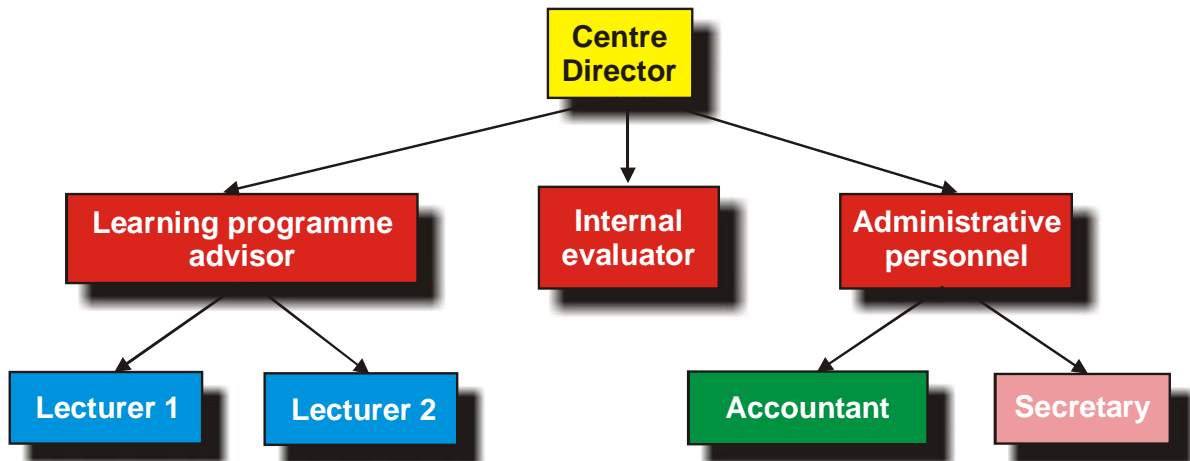 Centre
Director
Learning programme
advisor
Internal
evaluator
Administrative
personnel
Lecturer 1
Lecturer 2
Accountant
Secretary